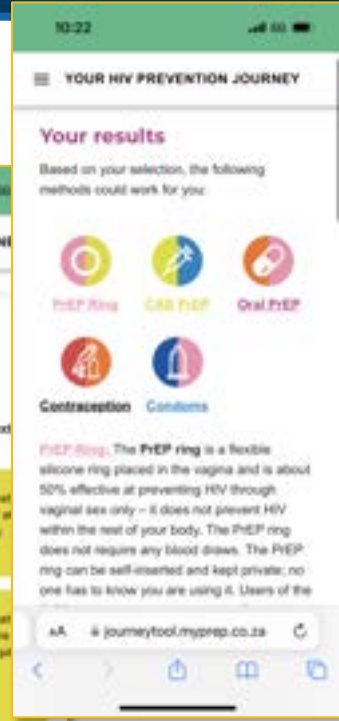 10:22
YOUR HIV PREVENTION JOURNEY
Your results
Based on your selection, the following
methods could work for you:
PrEP Ring
CAB PrEP
Oral PrEP
Contraception
Condoms
PrEP Ring. The PrEP ring is a flexible
silicone ring placed in the vagina and is about
50% effective at preventing HIV through
vaginal sex only – it does not prevent HIV
within the rest of your body. The PrEP ring
does not require any blood draws. The PrEP
ring can be self-inserted and kept private; no
one has to know you are using it. Users of the
AA journeytool.myprep.co.za